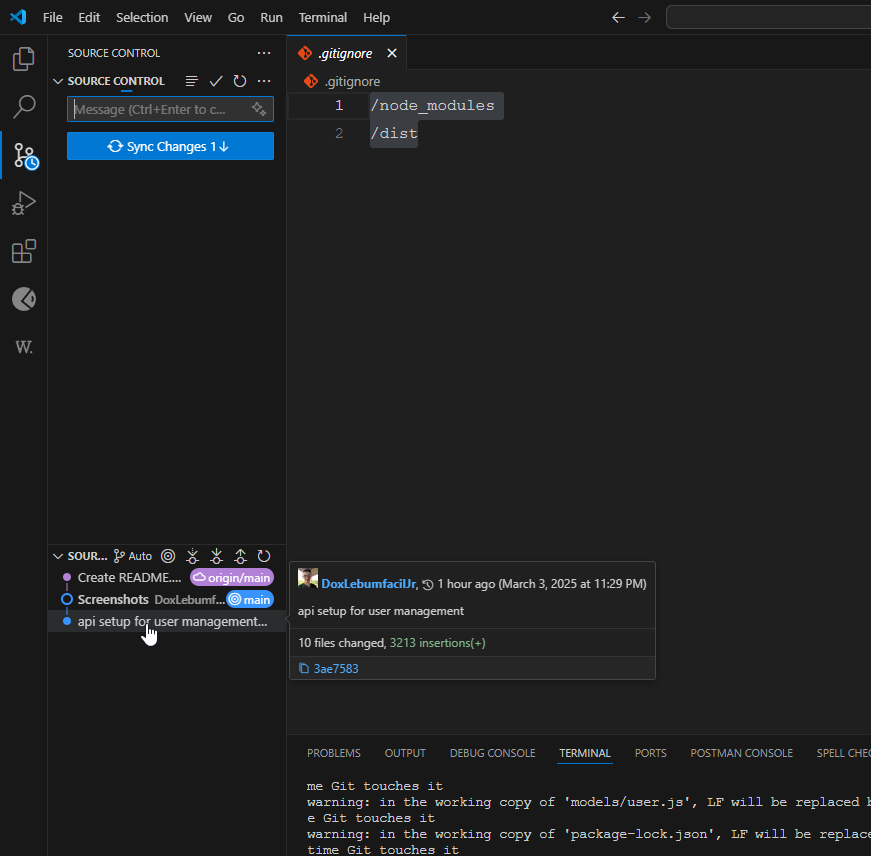 File Edit Selection View Go Run Terminal Help
SOURCE CONTROL
.gitignore
SOURCE CONTROL
.gitignore
Message (Ctrl+Enter to c...
1 /node_modules
2 /dist
Sync Changes 1↓
W.
SOUR... Auto
Create README.... origin/main
Screenshots DoxLebumf... main
api setup for user management...
DoxLebumfacilJr, 1 hour ago (March 3, 2025 at 11:29 PM)
api setup for user management
10 files changed, 3213 insertions(+)
3ae7583
PROBLEMS OUTPUT DEBUG CONSOLE TERMINAL PORTS POSTMAN CONSOLE SPELL CHEC
me Git touches it
warning: in the working copy of 'models/user.js', LF will be replaced b
e Git touches it
warning: in the working copy of 'package-lock.json', LF will be replace
time Git touches it